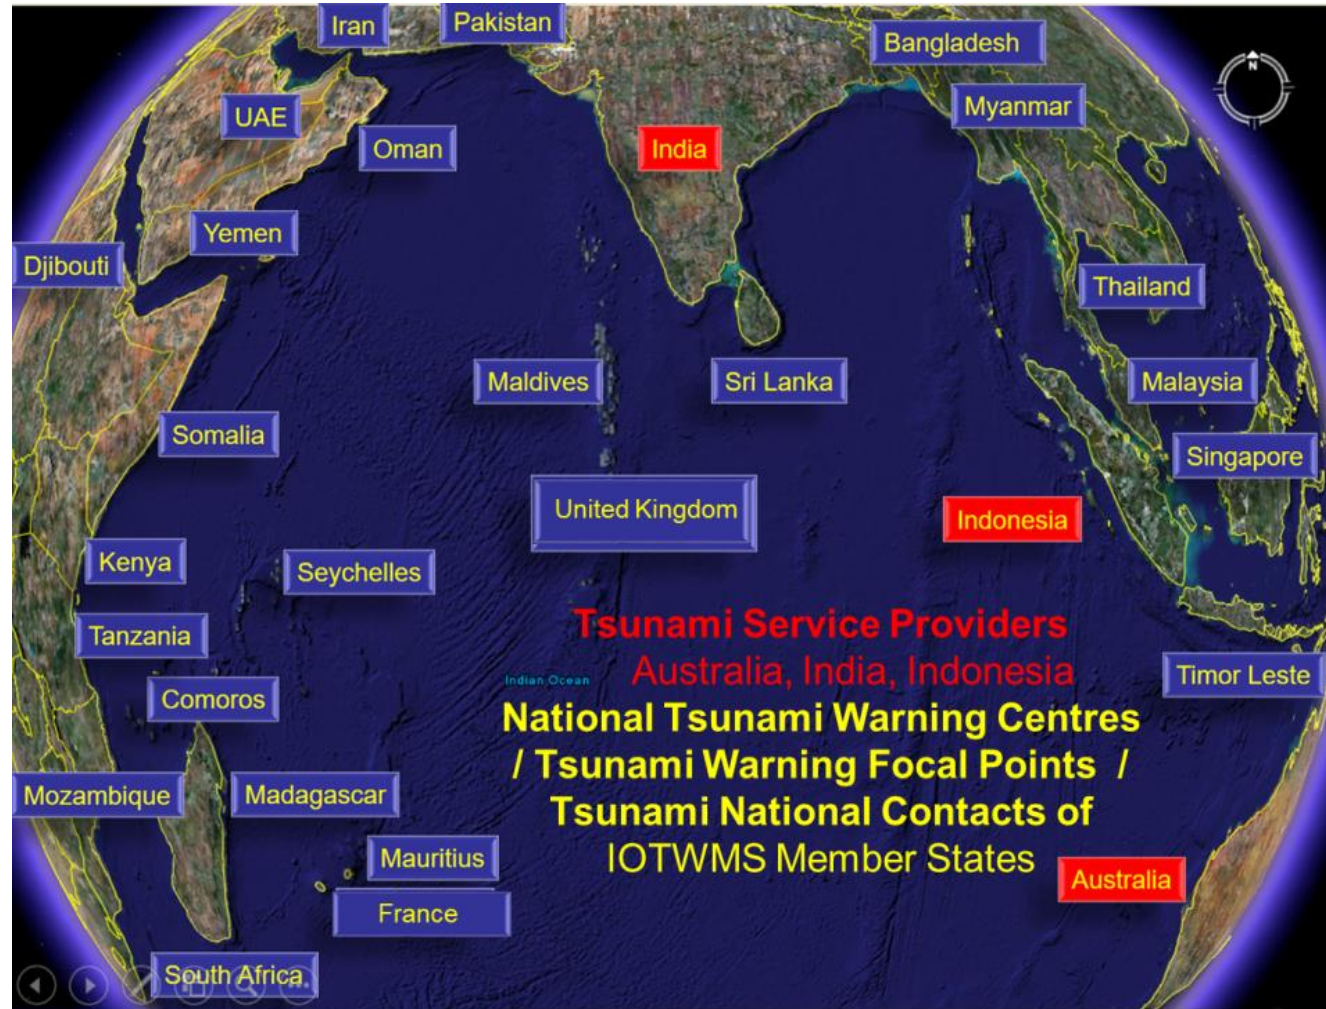 Iran
Pakistan
Bangladesh
N
UAE
Myanmar
Oman
India
Yemen
Djibouti
Thailand
Maldives
Sri Lanka
Malaysia
Somalia
Singapore
United Kingdom
Indonesia
Kenya
Seychelles
Tanzania
Tsunami Service Providers
Australia, India, Indonesia
Indian Ocean
Timor Leste
Comoros
National Tsunami Warning Centres
/ Tsunami Warning Focal Points /
Tsunami National Contacts of
IOTWMS Member States
Mozambique
Madagascar
Mauritius
Australia
France
South Africa